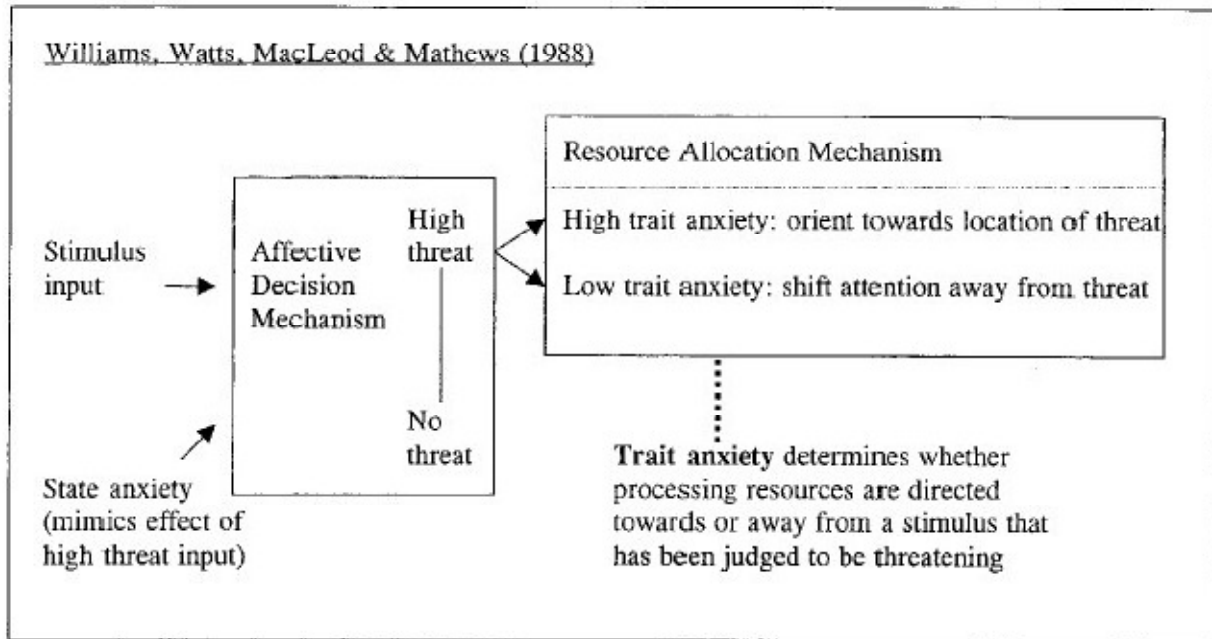 Williams, Watts, MacLeod & Mathews (1988)
Stimulus
input
State anxiety
(mimics effect of
high threat input)
Affective
Decision
Mechanism
High
threat
No
threat
Resource Allocation Mechanism
High trait anxiety: orient towards location of threat
Low trait anxiety: shift attention away from threat
Trait anxiety determines whether
processing resources are directed
towards or away from a stimulus that
has been judged to be threatening